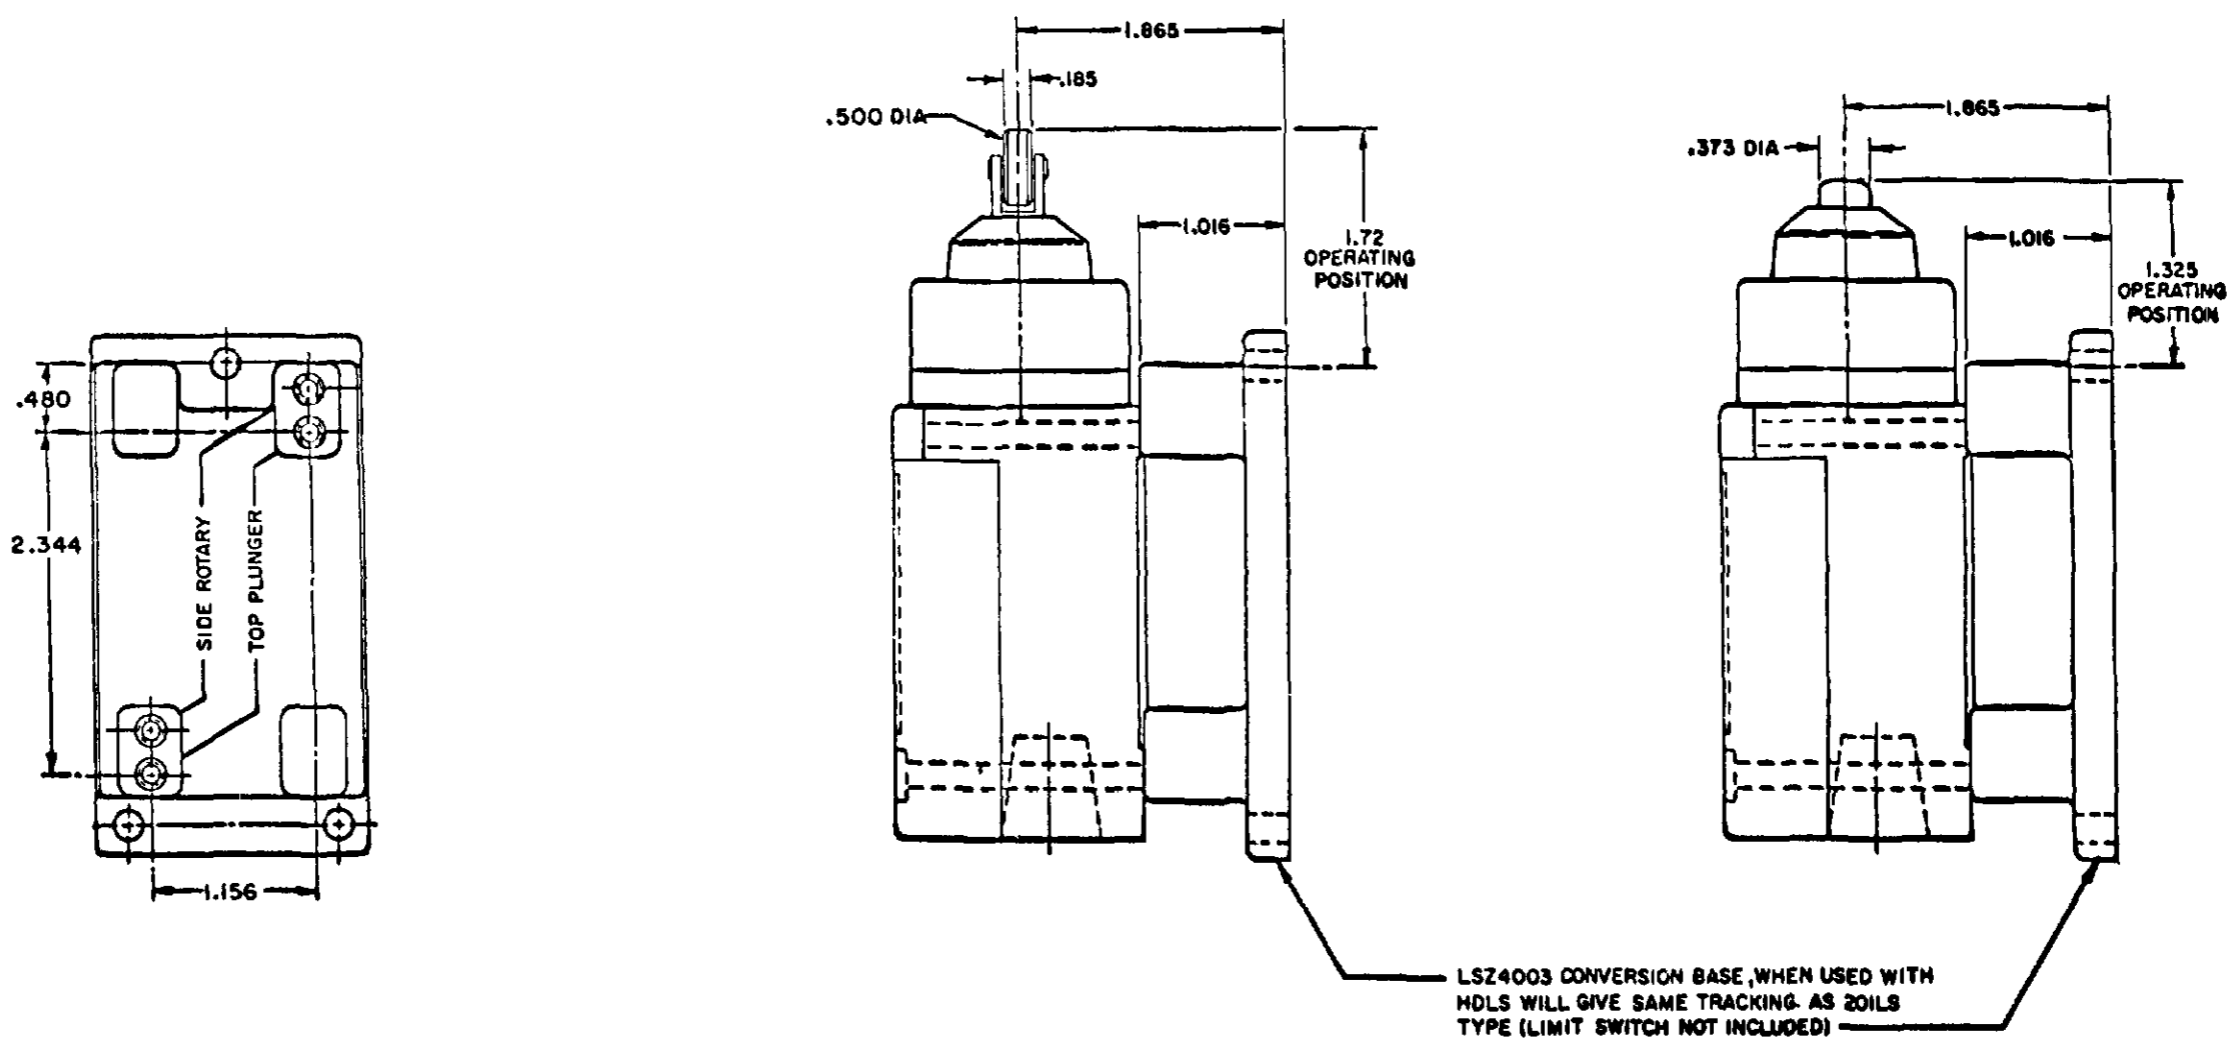 .480
2.344
SIDE ROTARY
TOP PLUNGER
1.156
1.865
.185
.500 DIA
1.016
1.72
OPERATING
POSITION
1.865
.373 DIA
1.016
1.325
OPERATING
POSITION
LSZ4003 CONVERSION BASE, WHEN USED WITH
HDLS WILL GIVE SAME TRACKING AS 201LS
TYPE (LIMIT SWITCH NOT INCLUDED)